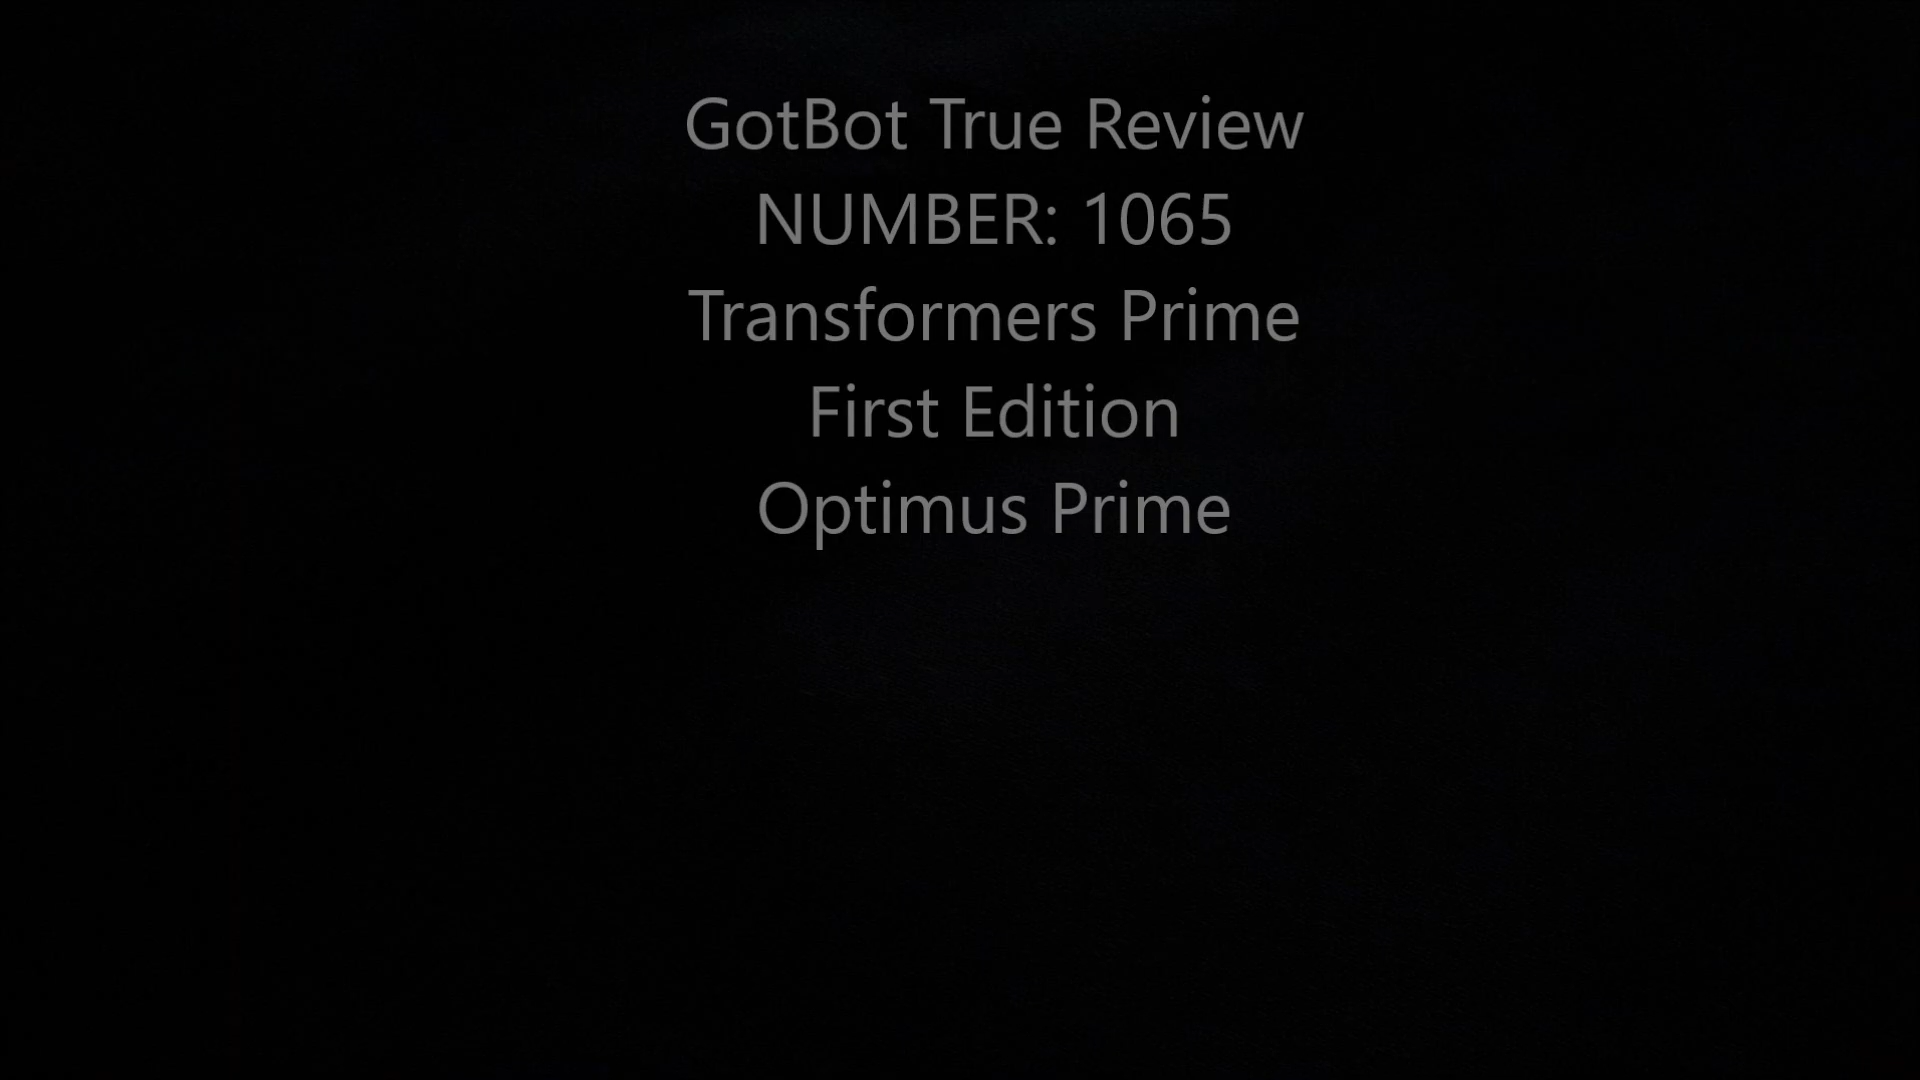 GotBot True Review
NUMBER: 1065
Transformers Prime
First Edition
Optimus Prime